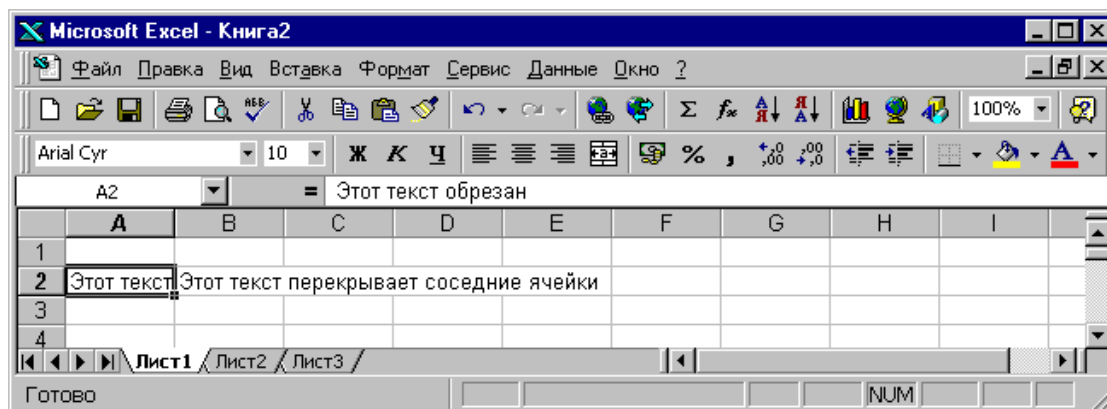 Microsoft Excel - Книга2
Файл Правка Вид Вставка Формат Сервис Данные Окно ?
100%
Arial Cyr 10 Ж К Ч % ,
A2 = Этот текст обрезан
A B C D E F G H I
1
2 Этот текст Этот текст перекрывает соседние ячейки
3
4
Лист1 Лист2 Лист3
Готово NUM